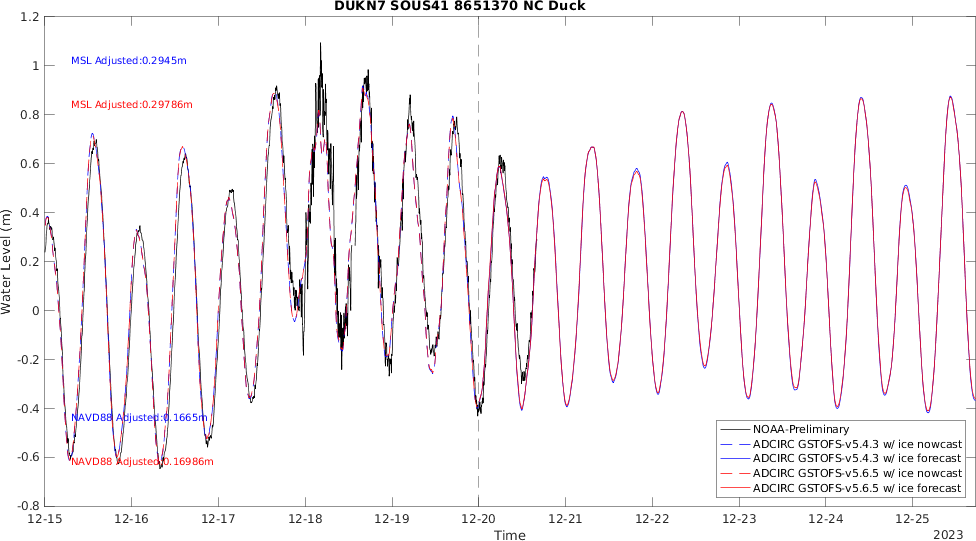 DUKN7 SOUS41 8651370 NC Duck
1.2
1
0.8
0.6
0.4
0.2
0
-0.2
-0.4
-0.6
-0.8
Water Level (m)
MSL Adjusted:0.2945m
MSL Adjusted:0.29786m
NAVD88 Adjusted:0.1665m
NAVD88 Adjusted:0.16986m
NOAA-Preliminary
ADCIRC GSTOFS-v5.4.3 w/ ice nowcast
ADCIRC GSTOFS-v5.4.3 w/ ice forecast
ADCIRC GSTOFS-v5.6.5 w/ ice nowcast
ADCIRC GSTOFS-v5.6.5 w/ ice forecast
12-15 12-16 12-17 12-18 12-19 12-20 12-21 12-22 12-23 12-24 12-25
Time
2023